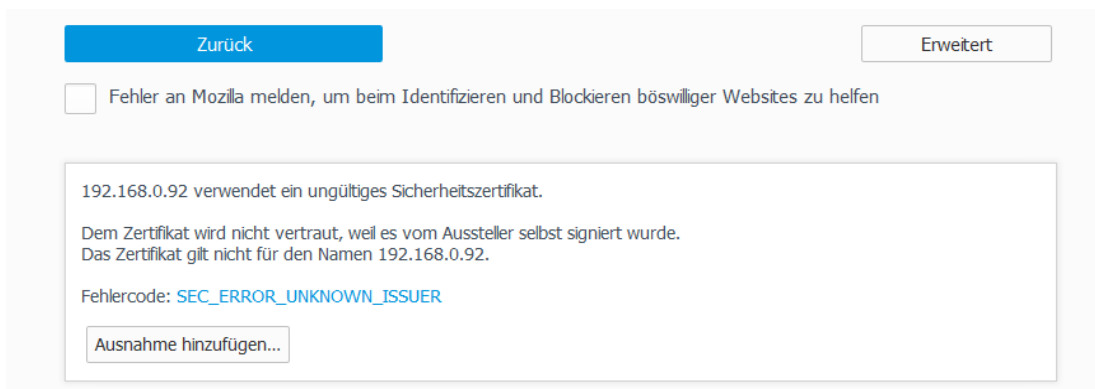 Zurück
Erweitert
Fehler an Mozilla melden, um beim Identifizieren und Blockieren böswilliger Websites zu helfen
192.168.0.92 verwendet ein ungültiges Sicherheitszertifikat.
Dem Zertifikat wird nicht vertraut, weil es vom Aussteller selbst signiert wurde.
Das Zertifikat gilt nicht für den Namen 192.168.0.92.
Fehlercode: SEC_ERROR_UNKNOWN_ISSUER
Ausnahme hinzufügen...